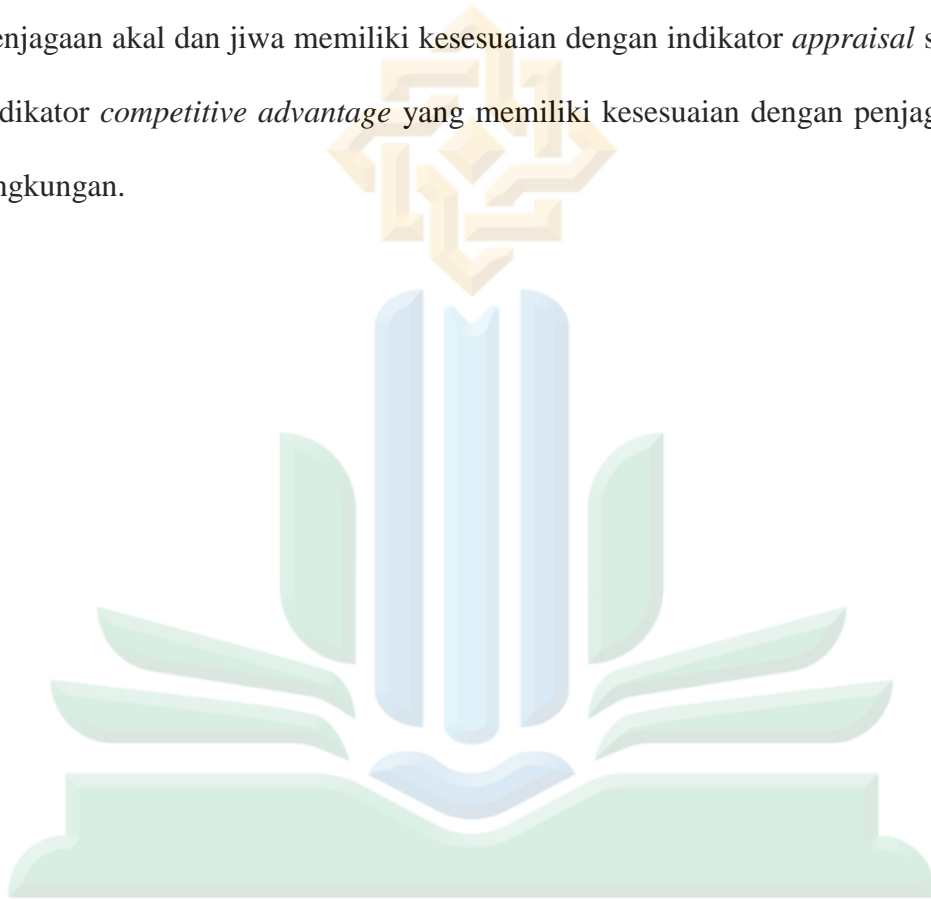 enjagaan akal dan jiwa memiliki kesesuaian dengan indikator appraisal
dikator competitive advantage yang memiliki kesesuaian dengan penjag
ngkungan.